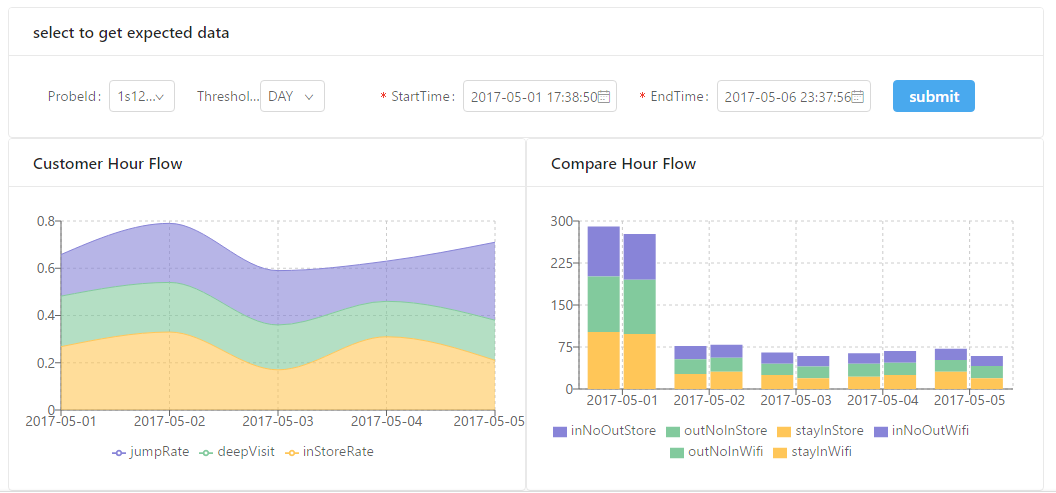 select to get expected data
ProbeId: 1s12... Threshol... DAY * StartTime: 2017-05-01 17:38:50 * EndTime: 2017-05-06 23:37:56 submit
Customer Hour Flow
0.8
0.6
0.4
0.2
0
2017-05-01 2017-05-02 2017-05-03 2017-05-04 2017-05-05
jumpRate deepVisit inStoreRate
Compare Hour Flow
300
225
150
75
0
2017-05-01 2017-05-02 2017-05-03 2017-05-04 2017-05-05
inNoOutStore outNoInStore stayInStore inNoOutWifi
outNoInWifi stayInWifi